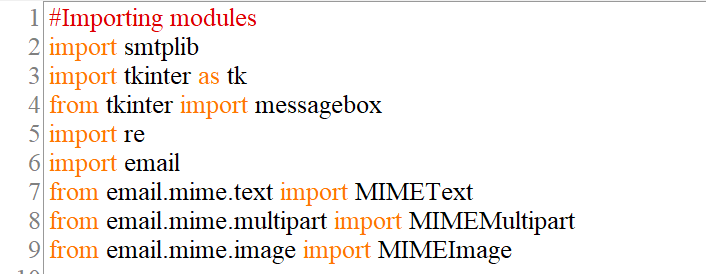 1 #Importing modules
2 import smtplib
3 import tkinter as tk
4 from tkinter import messagebox
5 import re
6 import email
7 from email.mime.text import MIMEText
8 from email.mime.multipart import MIMEMultipart
9 from email.mime.image import MIMEImage
10